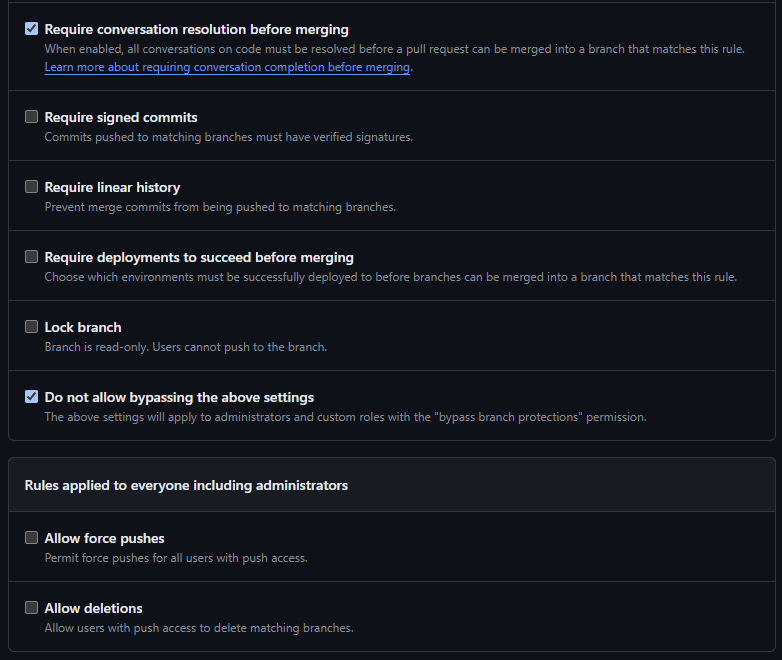 Require conversation resolution before merging
When enabled, all conversations on code must be resolved before a pull request can be merged into a branch that matches this rule.
Learn more about requiring conversation completion before merging.
Require signed commits
Commits pushed to matching branches must have verified signatures.
Require linear history
Prevent merge commits from being pushed to matching branches.
Require deployments to succeed before merging
Choose which environments must be successfully deployed to before branches can be merged into a branch that matches this rule.
Lock branch
Branch is read-only. Users cannot push to the branch.
Do not allow bypassing the above settings
The above settings will apply to administrators and custom roles with the "bypass branch protections" permission.
Rules applied to everyone including administrators
Allow force pushes
Permit force pushes for all users with push access.
Allow deletions
Allow users with push access to delete matching branches.